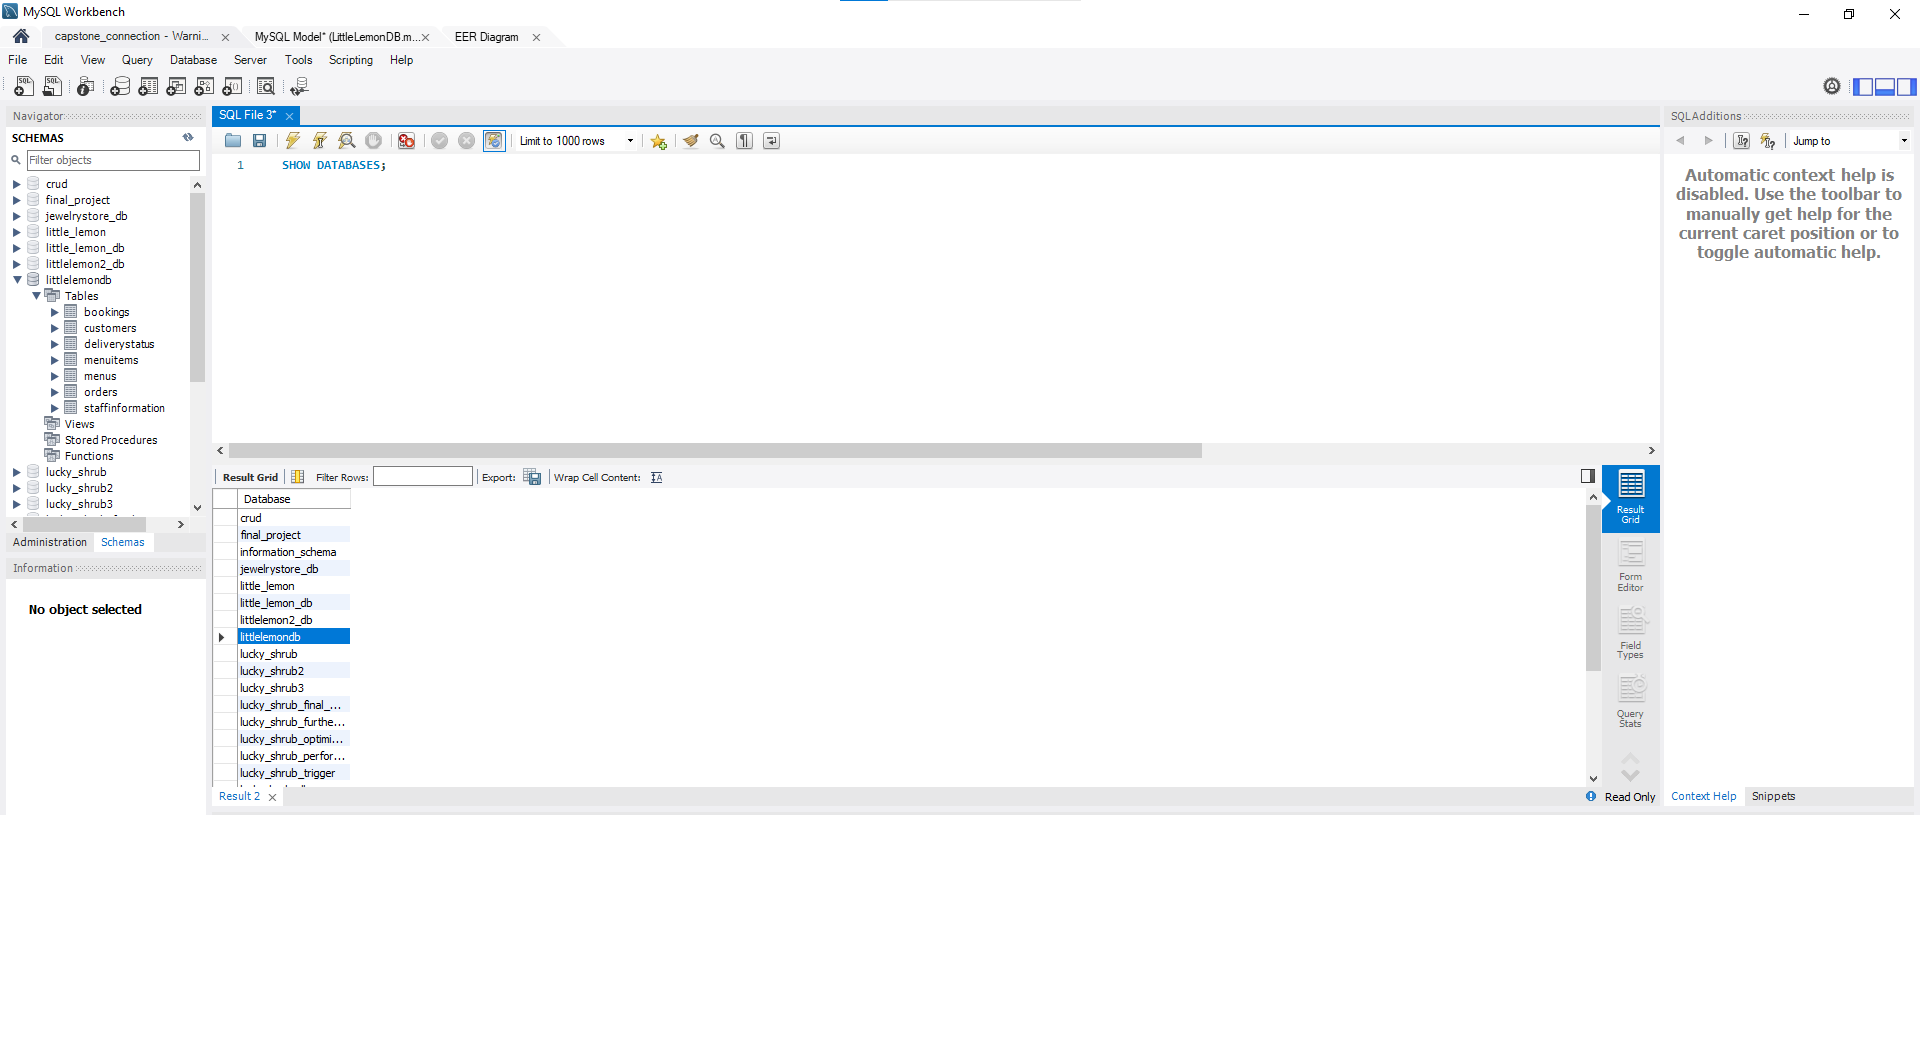 MySQL Workbench
capstone_connection - Warni...
MySQL Model* (LittleLemonDB.m...
EER Diagram
File Edit View Query Database Server Tools Scripting Help
Navigator
SCHEMAS
Filter objects
crud
final_project
jewelrystore_db
little_lemon
little_lemon_db
littlelemon2_db
littlelemondb
Tables
bookings
customers
deliverystatus
menuitems
menus
orders
staffinformation
Views
Stored Procedures
Functions
lucky_shrub
lucky_shrub2
lucky_shrub3
Administration Schemas
Information
No object selected
SQL File 3*
Limit to 1000 rows
1 SHOW DATABASES;
Result Grid Filter Rows: Export: Wrap Cell Content:
Database
crud
final_project
information_schema
jewelrystore_db
little_lemon
little_lemon_db
littlelemon2_db
littlelemondb
lucky_shrub
lucky_shrub2
lucky_shrub3
lucky_shrub_final_...
lucky_shrub_furthe...
lucky_shrub_optimi...
lucky_shrub_perfor...
lucky_shrub_trigger
Result 2
Result
Grid
Form
Editor
Field
Types
Query
Stats
Read Only
SQLAdditions
Jump to
Automatic context help is
disabled. Use the toolbar to
manually get help for the
current caret position or to
toggle automatic help.
Context Help Snippets